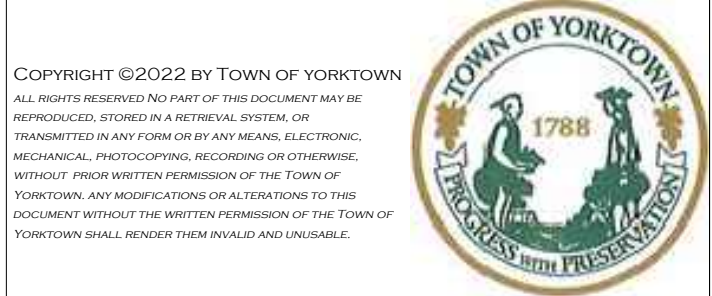 COPYRIGHT ©2022 BY TOWN OF YORKTOWN
ALL RIGHTS RESERVED NO PART OF THIS DOCUMENT MAY BE
REPRODUCED, STORED IN A RETRIEVAL SYSTEM, OR
TRANSMITTED IN ANY FORM OR BY ANY MEANS, ELECTRONIC,
MECHANICAL, PHOTOCOPYING, RECORDING OR OTHERWISE,
WITHOUT PRIOR WRITTEN PERMISSION OF THE TOWN OF
YORKTOWN. ANY MODIFICATIONS OR ALTERATIONS TO THIS
DOCUMENT WITHOUT THE WRITTEN PERMISSION OF THE TOWN OF
YORKTOWN SHALL RENDER THEM INVALID AND UNUSABLE.
TOWN OF YORKTOWN
1788
PROGRESS WITH PRESERVATION